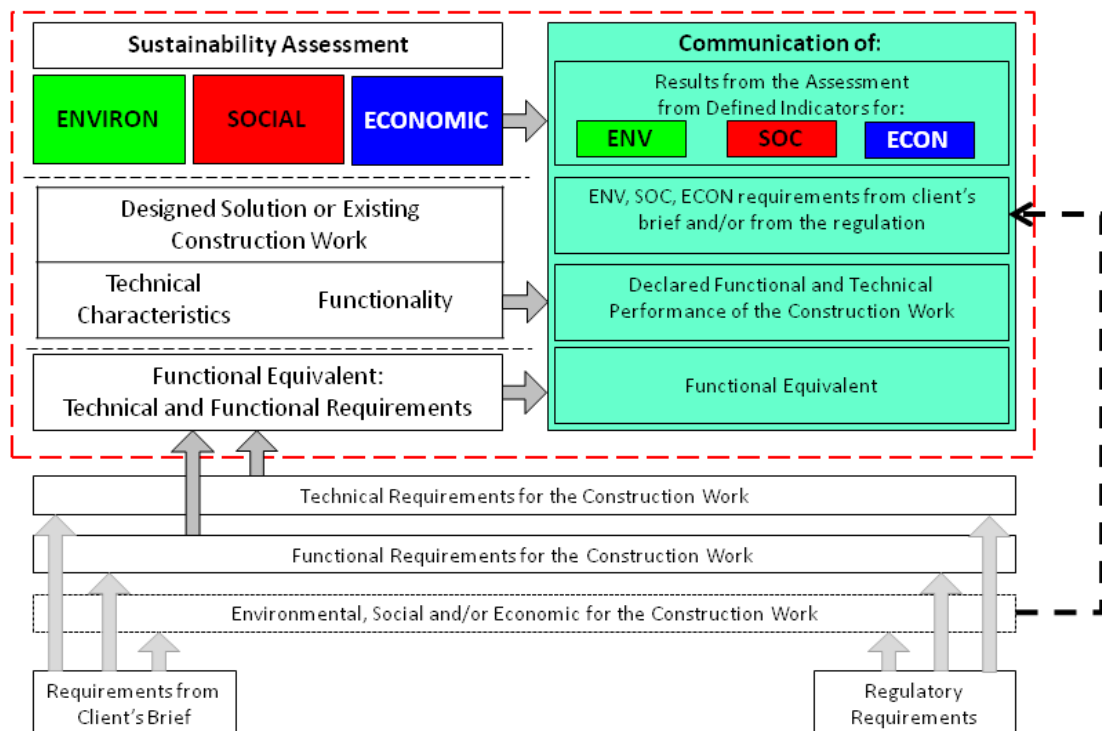 Sustainability Assessment
ENVIRON
SOCIAL
ECONOMIC
Communication of:
Results from the Assessment
from Defined Indicators for:
ENV
SOC
ECON
Designed Solution or Existing
Construction Work
Technical
Characteristics
Functionality
ENV, SOC, ECON requirements from client's
brief and/or from the regulation
Declared Functional and Technical
Performance of the Construction Work
Functional Equivalent:
Technical and Functional Requirements
Functional Equivalent
Technical Requirements for the Construction Work
Functional Requirements for the Construction Work
Environmental, Social and/or Economic for the Construction Work
Requirements from
Client's Brief
Regulatory
Requirements